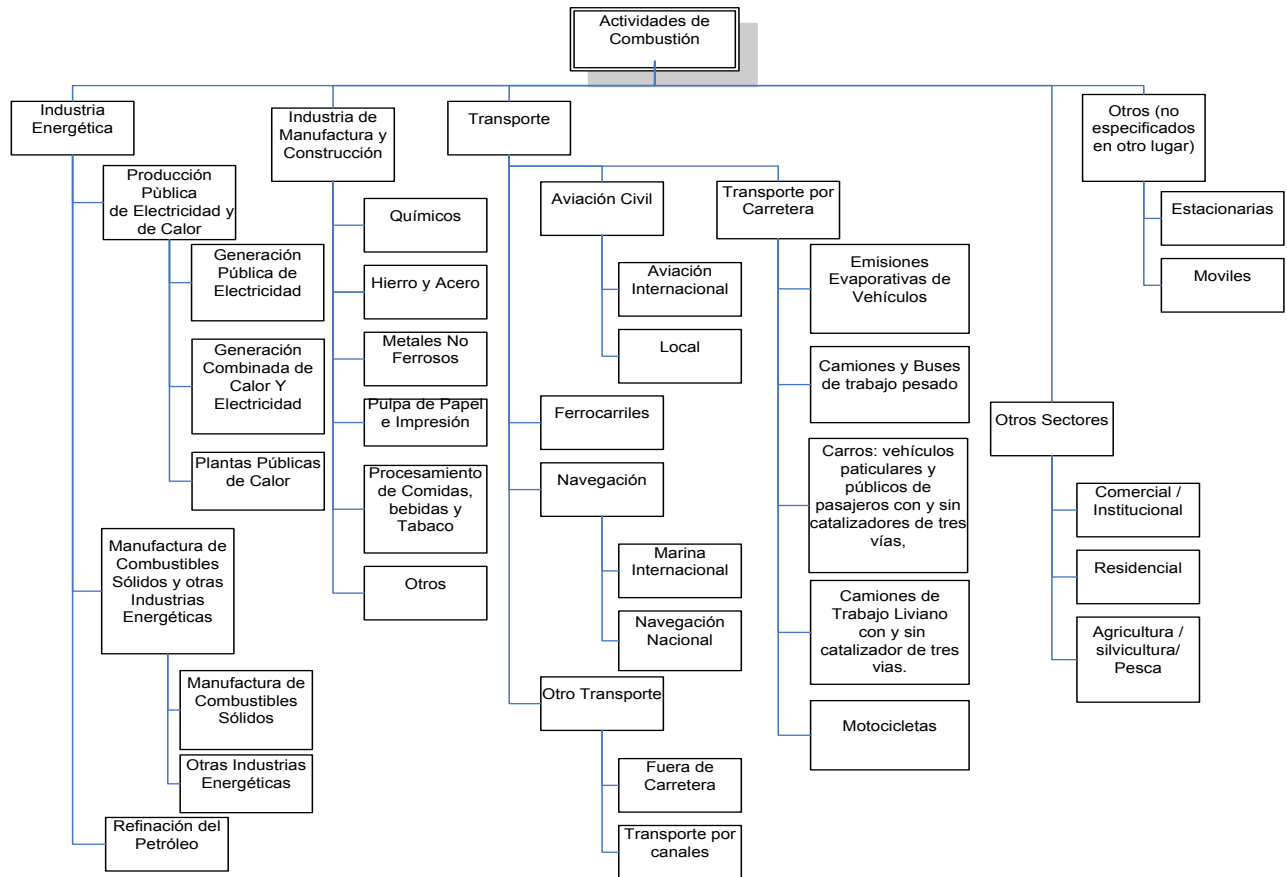 Actividades de
Combustión
Industria
Energética
Producción
Pùblica
de Electricidad y
de Calor
Generación
Pública de
Electricidad
Generación
Combinada de
Calor Y
Electricidad
Plantas Públicas
de Calor
Manufactura de
Combustibles
Sólidos y otras
Industrias
Energéticas
Manufactura de
Combustibles
Sólidos
Otras Industrias
Energéticas
Refinación del
Petróleo
Industria de
Manufactura y
Construcción
Químicos
Hierro y Acero
Metales No
Ferrosos
Pulpa de Papel
e Impresión
Procesamiento
de Comidas,
bebidas y
Tabaco
Otros
Transporte
Aviación Civil
Aviación
Internacional
Local
Ferrocarriles
Navegación
Marina
Internacional
Navegación
Nacional
Otro Transporte
Fuera de
Carretera
Transporte por
canales
Transporte por
Carretera
Emisiones
Evaporativas de
Vehículos
Camiones y Buses
de trabajo pesado
Carros: vehículos
paticulares y
públicos de
pasajeros con y sin
catalizadores de tres
vías,
Camiones de
Trabajo Liviano
con y sin
catalizador de tres
vias.
Motocicletas
Otros Sectores
Comercial /
Institucional
Residencial
Agricultura /
silvicultura/
Pesca
Otros (no
especificados
en otro lugar)
Estacionarias
Moviles